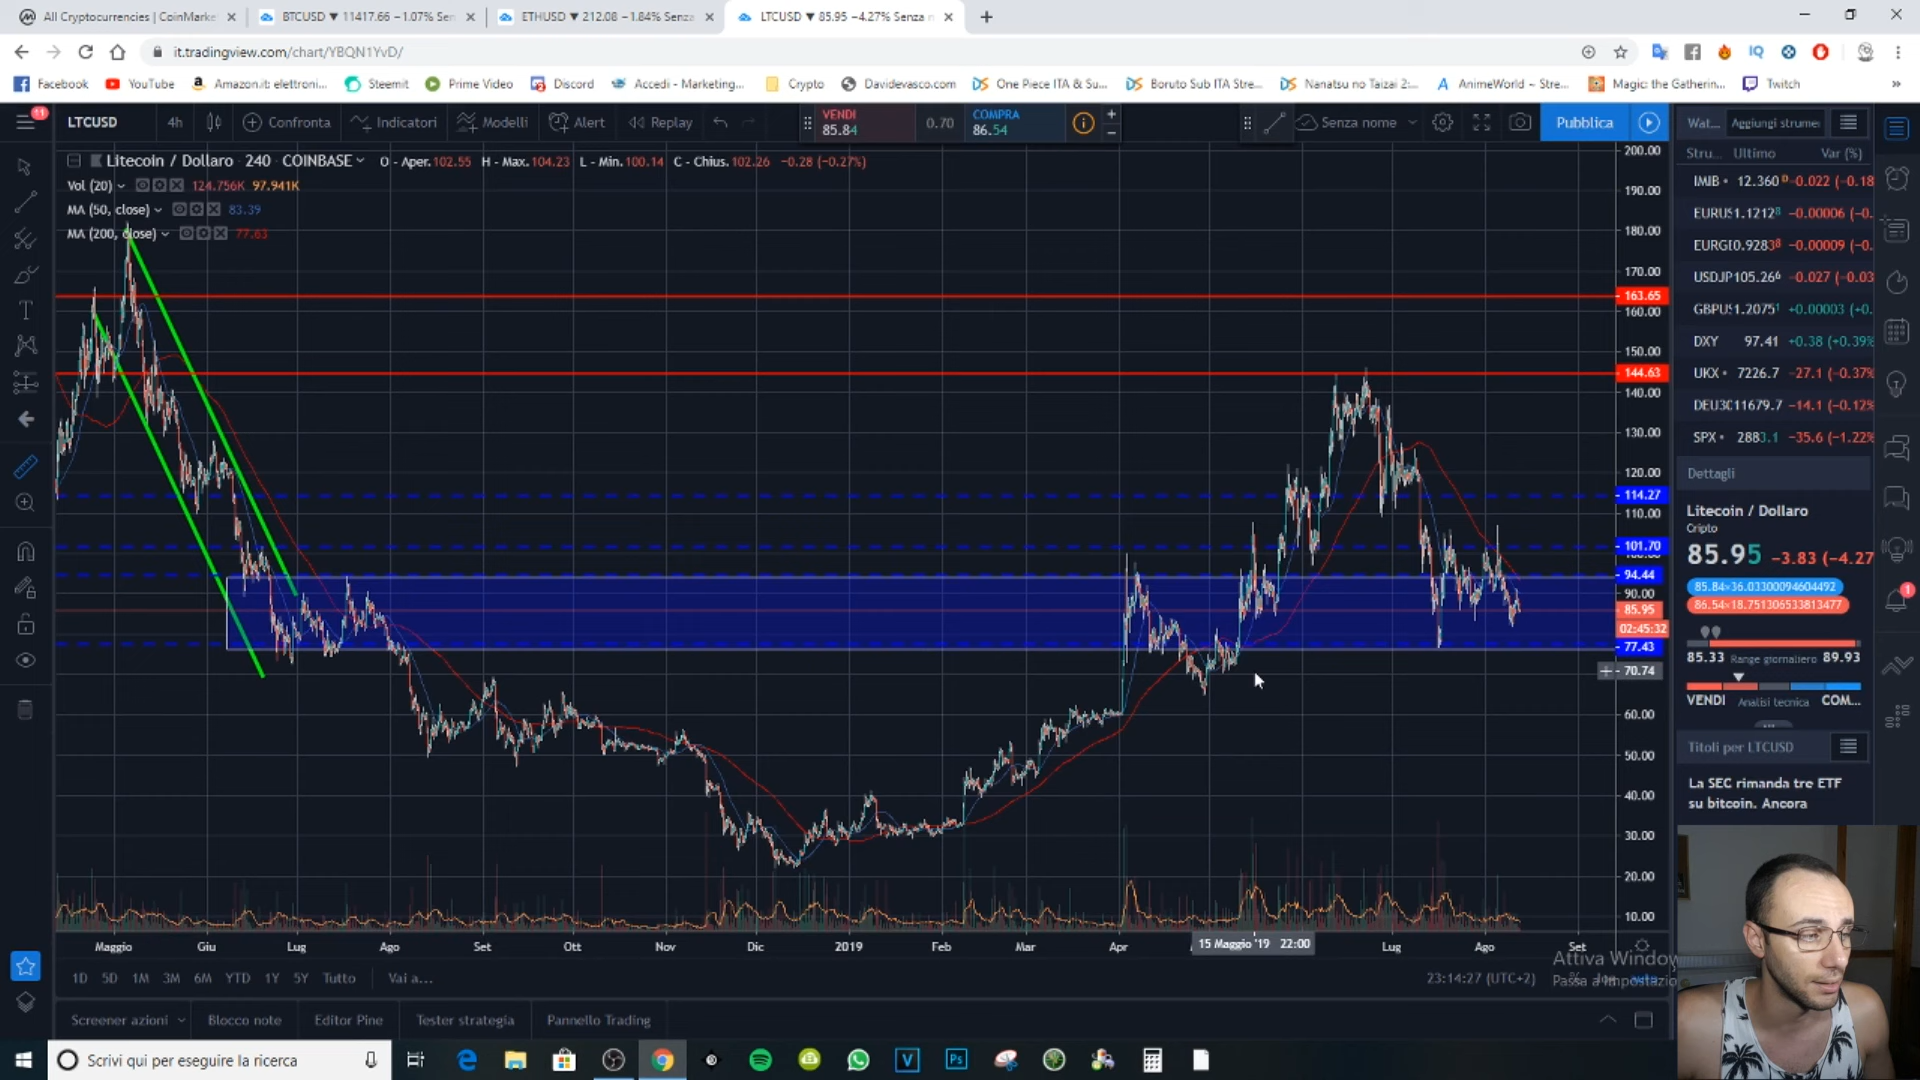 All Cryptocurrencies | CoinMarke
BTCUSD ▼ 11417.66 −1.07% Sen
ETHUSD ▼ 212.08 −1.84% Senza
LTCUSD ▼ 85.95 −4.27% Senza n
it.tradingview.com/chart/YBQN1YvD/
Facebook
YouTube
Amazon.it: elettroni...
Steemit
Prime Video
Discord
Accedi - Marketing...
Crypto
Davidevasco.com
One Piece ITA & Su...
Boruto Sub ITA Stre...
Nanatsu no Taizai 2:...
AnimeWorld ~ Stre...
Magic: the Gatherin...
Twitch
»
11
LTCUSD
4h
Confronta
Indicatori
Modelli
Alert
Replay
VENDI
85.84
0.70
COMPRA
86.54
Senza nome
Pubblica
Wat...
Aggiungi strume
Litecoin / Dollaro 240 COINBASE
O - Aper. 102.55 H - Max. 104.23 L - Min. 100.14 C - Chius. 102.26 −0.28 (−0.27%)
Vol (20) 124.756K 97.941K
MA (50, close) 83.39
MA (200, close) 77.63
200.00
190.00
180.00
170.00
163.65
160.00
150.00
144.63
140.00
130.00
120.00
114.27
110.00
101.70
94.44
90.00
85.95
02:45:32
77.43
70.74
60.00
50.00
40.00
30.00
20.00
10.00
Maggio Giu Lug Ago Set Ott Nov Dic 2019 Feb Mar Apr
15 Maggio '19 22:00
Lug Ago Set
1D 5D 1M 3M 6M YTD 1Y 5Y Tutto Vai a...
23:14:27 (UTC+2)
Screener azioni
Blocco note
Editor Pine
Tester strategia
Pannello Trading
Stru... Ultimo Var (%)
IMIB 12.360 D −0.022 (−0.18
EURUS 1.1212⁸ −0.00006 (−0.
EURGI 0.9283⁸ −0.00009 (−0.
USDJP 105.26⁶ −0.027 (−0.03
GBPUS 1.2075¹ +0.00003 (+0.
DXY 97.41 +0.38 (+0.39%
UKX 7226.7 −27.1 (−0.37%
DEU30 11679.7 −14.1 (−0.12%
SPX 2883.1 −35.6 (−1.22%
Dettagli
Litecoin / Dollaro
Cripto
85.95 −3.83 (−4.27
85.84×36.03300094604492
86.54×18.751306533813477
85.33 Range giornaliero 89.93
VENDI Analisi tecnica COM...
Titoli per LTCUSD
La SEC rimanda tre ETF
su bitcoin. Ancora
Attiva Window
Passa a Impostazio
Scrivi qui per eseguire la ricerca